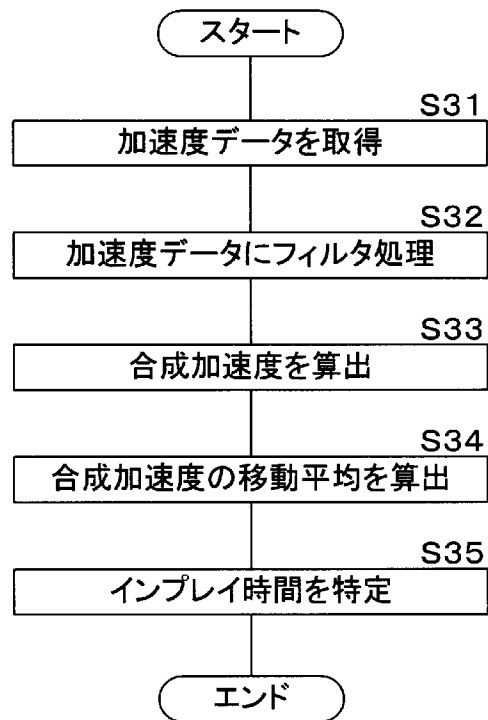 スタート
S31
加速度データを取得
S32
加速度データにフィルタ処理
S33
合成加速度を算出
S34
合成加速度の移動平均を算出
S35
インプレイ時間を特定
エンド